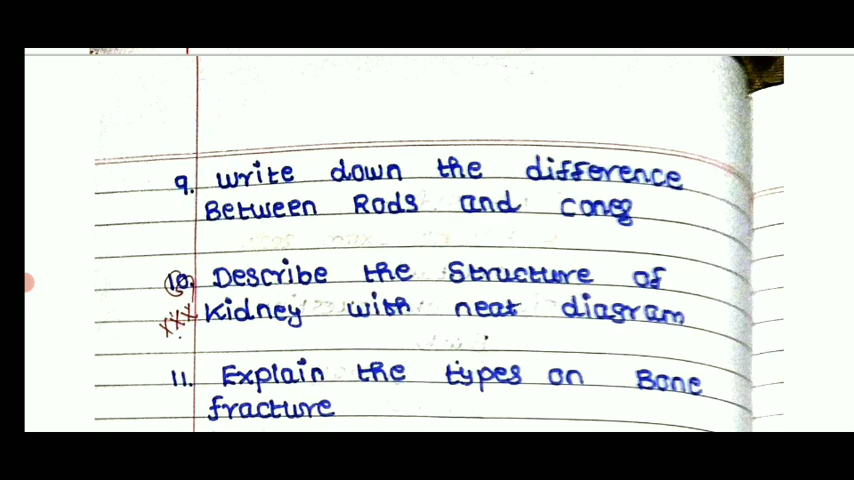 9. Write down the difference
Between Rods and cones
10. Describe the Structure of
XXX Kidney with neat diagram
11. Explain the types on Bone
fracture